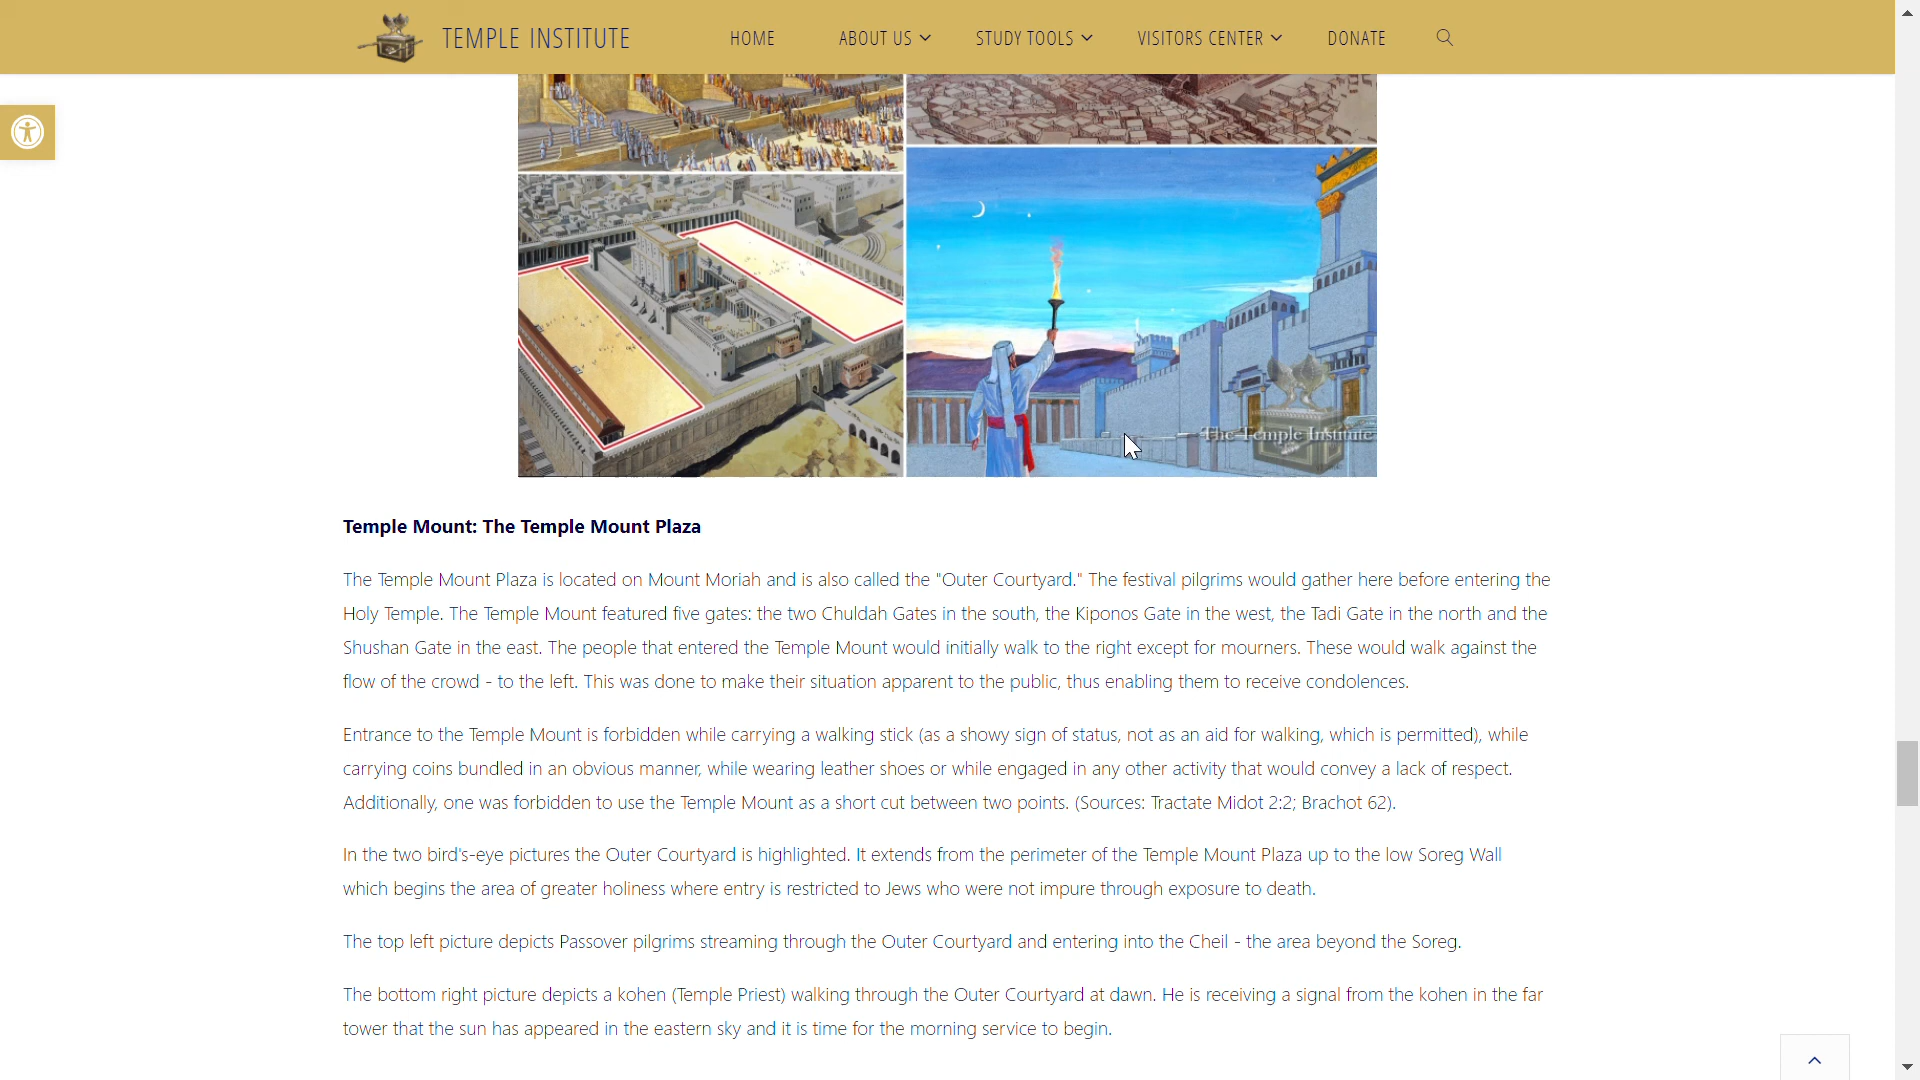 TEMPLE INSTITUTE HOME ABOUT US STUDY TOOLS VISITORS CENTER DONATE
The Temple Institute
Temple Mount: The Temple Mount Plaza
The Temple Mount Plaza is located on Mount Moriah and is also called the "Outer Courtyard." The festival pilgrims would gather here before entering the
Holy Temple. The Temple Mount featured five gates: the two Chuldah Gates in the south, the Kiponos Gate in the west, the Tadi Gate in the north and the
Shushan Gate in the east. The people that entered the Temple Mount would initially walk to the right except for mourners. These would walk against the
flow of the crowd - to the left. This was done to make their situation apparent to the public, thus enabling them to receive condolences.
Entrance to the Temple Mount is forbidden while carrying a walking stick (as a showy sign of status, not as an aid for walking, which is permitted), while
carrying coins bundled in an obvious manner, while wearing leather shoes or while engaged in any other activity that would convey a lack of respect.
Additionally, one was forbidden to use the Temple Mount as a short cut between two points. (Sources: Tractate Midot 2:2; Brachot 62).
In the two bird's-eye pictures the Outer Courtyard is highlighted. It extends from the perimeter of the Temple Mount Plaza up to the low Soreg Wall
which begins the area of greater holiness where entry is restricted to Jews who were not impure through exposure to death.
The top left picture depicts Passover pilgrims streaming through the Outer Courtyard and entering into the Cheil - the area beyond the Soreg.
The bottom right picture depicts a kohen (Temple Priest) walking through the Outer Courtyard at dawn. He is receiving a signal from the kohen in the far
tower that the sun has appeared in the eastern sky and it is time for the morning service to begin.